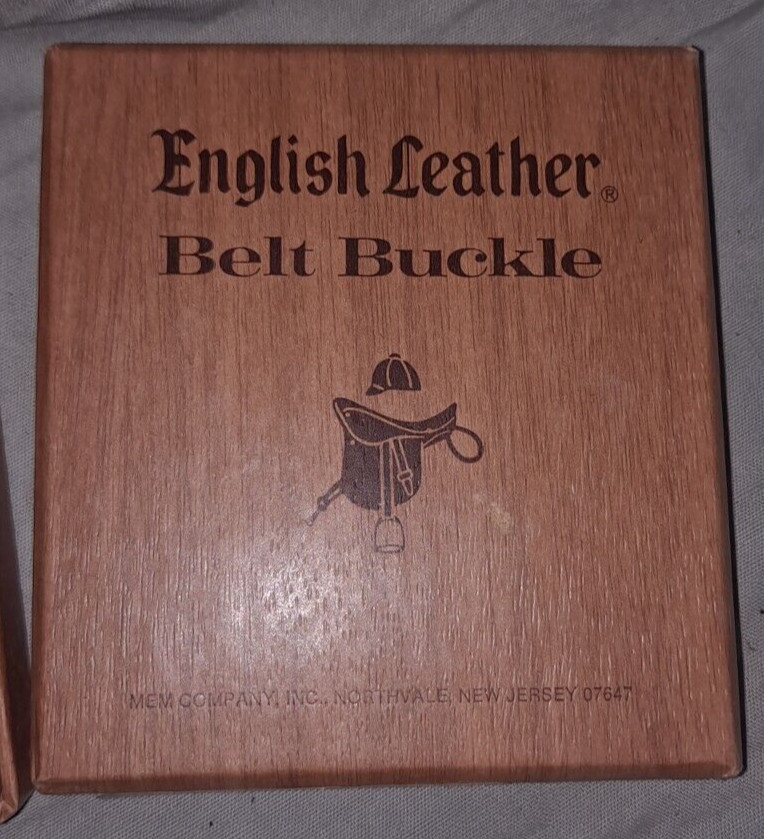 English Leather®
Belt Buckle
MEM COMPANY, INC., NORTHVALE, NEW JERSEY 07647